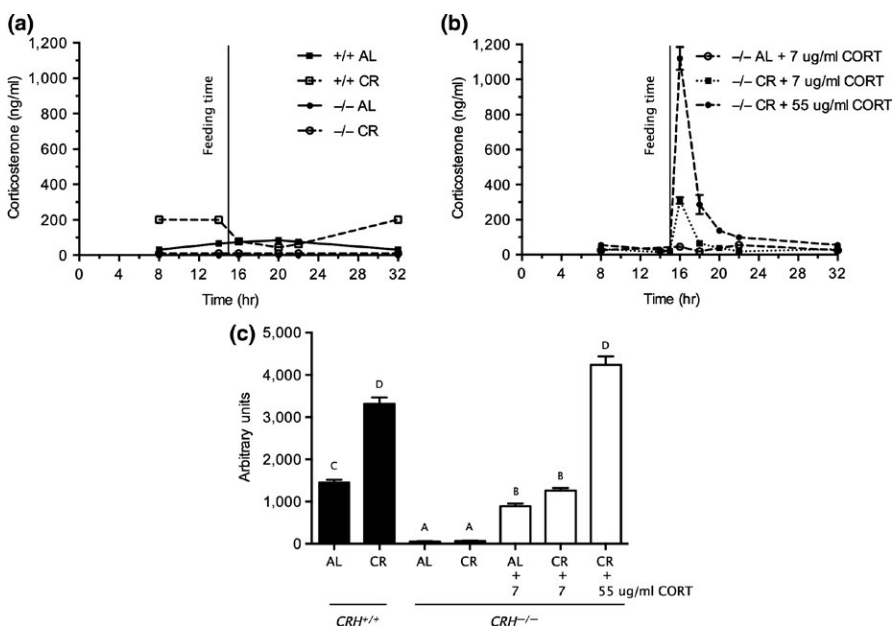 (a)
1,200
1,000
800
600
400
200
0
Corticosterone (ng/ml)
Feeding time
+/+ AL
+/+ CR
–/– AL
–/– CR
0 4 8 12 16 20 24 28 32
Time (hr)
(b)
1,200
1,000
800
600
400
200
0
Corticosterone (ng/ml)
Feeding time
–/– AL + 7 ug/ml CORT
–/– CR + 7 ug/ml CORT
–/– CR + 55 ug/ml CORT
0 4 8 12 16 20 24 28 32
Time (hr)
(c)
5,000
4,000
3,000
2,000
1,000
0
Arbitrary units
C D A A B B D
AL CR AL CR AL CR CR
+ + +
7 7 55 ug/ml CORT
CRH+/+ CRH–/–